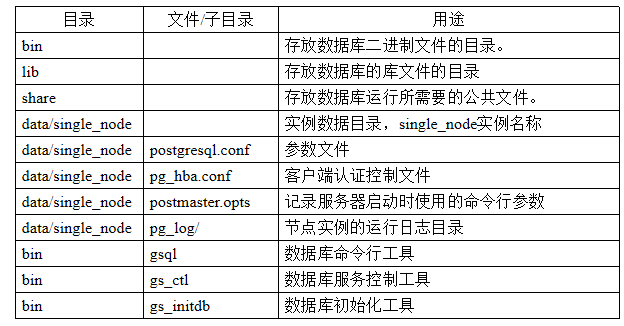 目录 文件/子目录 用途
bin 存放数据库二进制文件的目录。
lib 存放数据库的库文件的目录
share 存放数据库运行所需要的公共文件。
data/single_node 实例数据目录，single_node实例名称
data/single_node postgresql.conf 参数文件
data/single_node pg_hba.conf 客户端认证控制文件
data/single_node postmaster.opts 记录服务器启动时使用的命令行参数
data/single_node pg_log/ 节点实例的运行日志目录
bin gsql 数据库命令行工具
bin gs_ctl 数据库服务控制工具
bin gs_initdb 数据库初始化工具